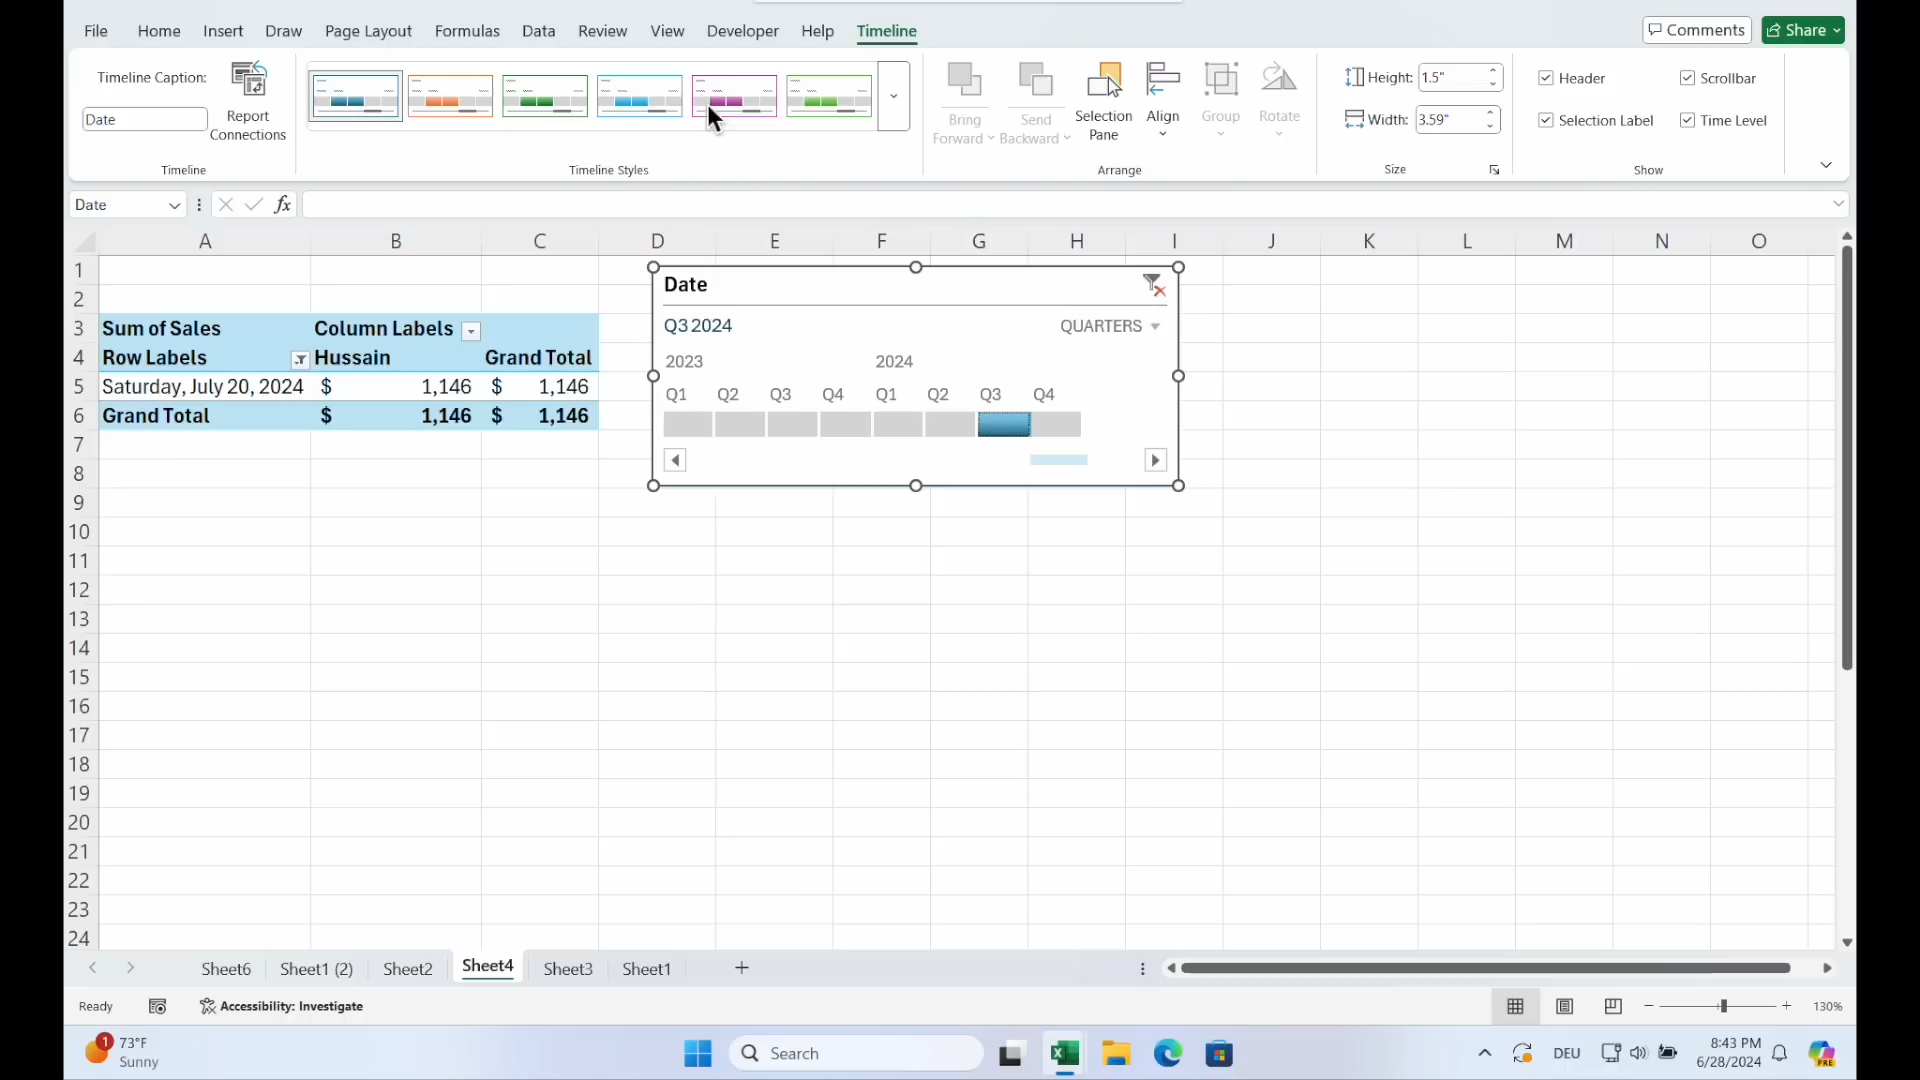 File Home Insert Draw Page Layout Formulas Data Review View Developer Help Timeline Comments Share
Timeline Caption:
Date
Report
Connections
Timeline
Timeline Styles
Bring
Forward
Send
Backward
Selection
Pane
Align
Group
Rotate
Arrange
Height: 1.5"
Width: 3.59"
Size
Header
Scrollbar
Selection Label
Time Level
Show
Date fx
A B C D E F G H I J K L M N O
1
2
3 Sum of Sales Column Labels
4 Row Labels Hussain Grand Total
5 Saturday, July 20, 2024 $ 1,146 $ 1,146
6 Grand Total $ 1,146 $ 1,146
7
8
9
10
11
12
13
14
15
16
17
18
19
20
21
22
23
24
Date
Q3 2024 QUARTERS
2023 2024
Q1 Q2 Q3 Q4 Q1 Q2 Q3 Q4
Sheet6 Sheet1 (2) Sheet2 Sheet4 Sheet3 Sheet1
Ready Accessibility: Investigate 130%
1
73°F
Sunny
Search
DEU
8:43 PM
6/28/2024
PRE